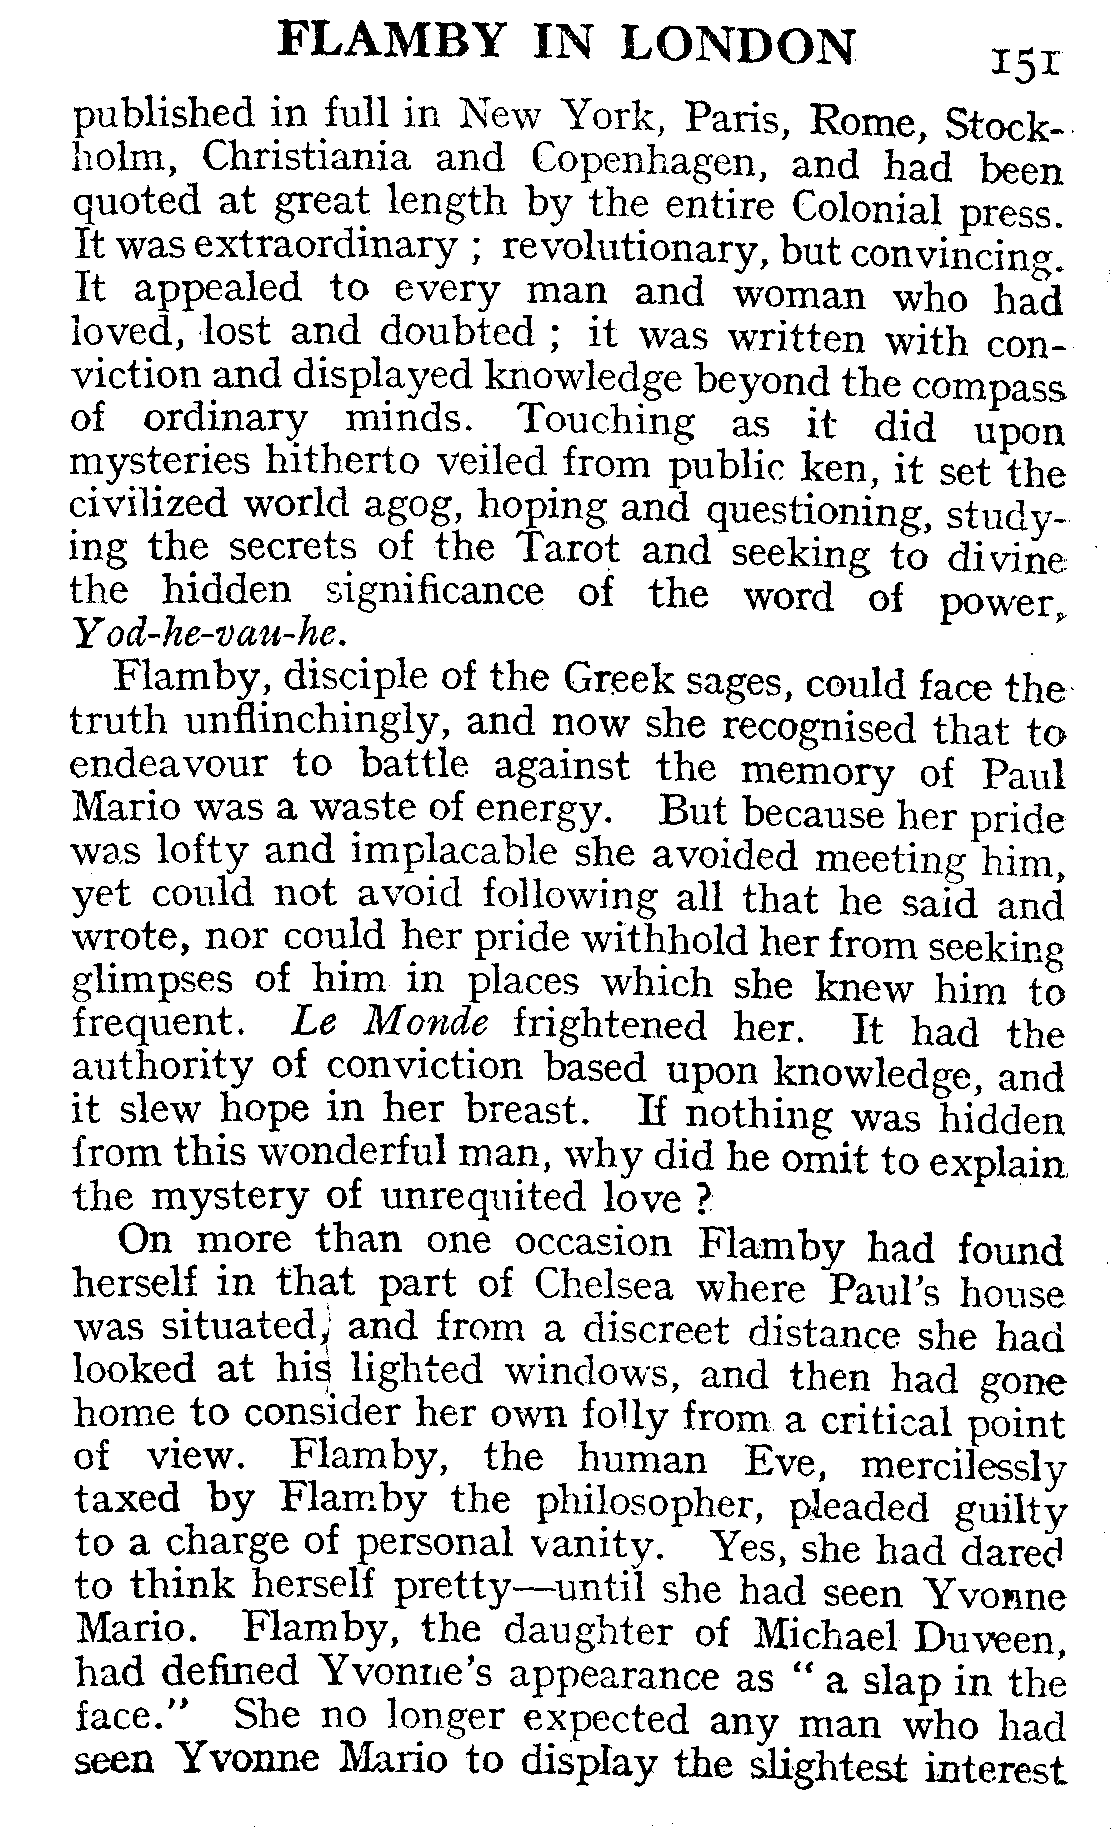 FLAMBY IN LONDON 151
published in full in New York, Paris, Rome, Stock-
holm, Christiania and Copenhagen, and had been
quoted at great length by the entire Colonial press.
It was extraordinary ; revolutionary, but convincing.
It appealed to every man and woman who had
loved, lost and doubted ; it was written with con-
viction and displayed knowledge beyond the compass
of ordinary minds. Touching as it did upon
mysteries hitherto veiled from public ken, it set the
civilized world agog, hoping and questioning, study-
ing the secrets of the Tarot and seeking to divine
the hidden significance of the word of power,
Yod-he-vau-he.
Flamby, disciple of the Greek sages, could face the
truth unflinchingly, and now she recognised that to
endeavour to battle against the memory of Paul
Mario was a waste of energy. But because her pride
was lofty and implacable she avoided meeting him,
yet could not avoid following all that he said and
wrote, nor could her pride withhold her from seeking
glimpses of him in places which she knew him to
frequent. Le Monde frightened her. It had the
authority of conviction based upon knowledge, and
it slew hope in her breast. If nothing was hidden
from this wonderful man, why did he omit to explain
the mystery of unrequited love ?
On more than one occasion Flamby had found
herself in that part of Chelsea where Paul's house
was situated, and from a discreet distance she had
looked at his lighted windows, and then had gone
home to consider her own folly from a critical point
of view. Flamby, the human Eve, mercilessly
taxed by Flamby the philosopher, pleaded guilty
to a charge of personal vanity. Yes, she had dared
to think herself pretty—until she had seen Yvonne
Mario. Flamby, the daughter of Michael Duveen,
had defined Yvonne's appearance as " a slap in the
face." She no longer expected any man who had
seen Yvonne Mario to display the slightest interest